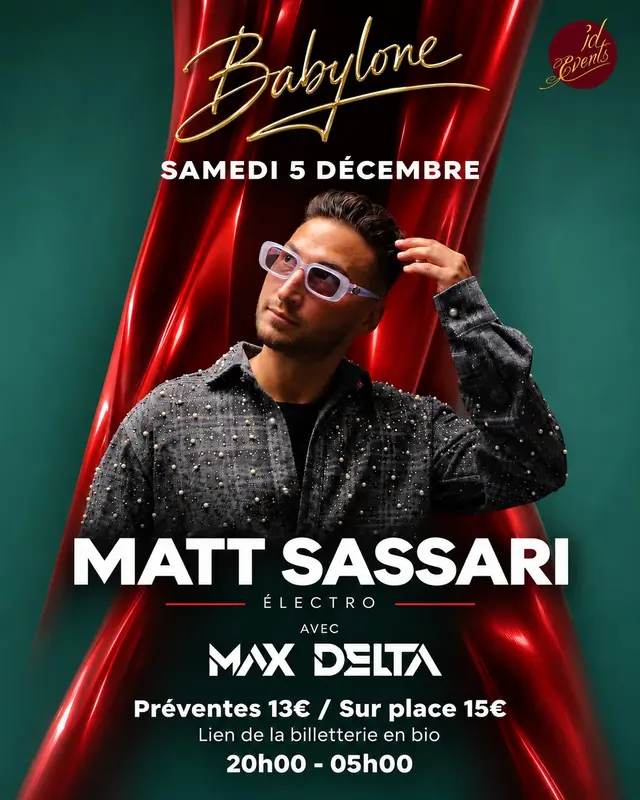 Babylone
'id
Events
SAMEDI 5 DÉCEMBRE
MATT SASSARI
ÉLECTRO
AVEC
MAX DELTA
Préventes 13€ / Sur place 15€
Lien de la billetterie en bio
20h00 - 05h00